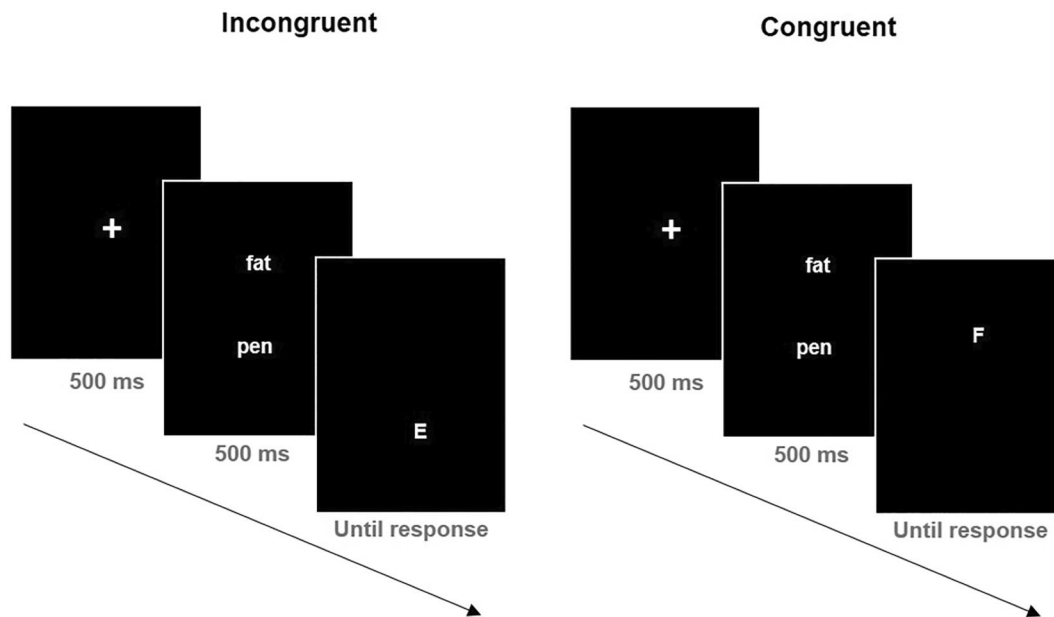 Incongruent
+
fat
pen
E
500 ms
500 ms
Until response
Congruent
+
fat
pen
F
500 ms
500 ms
Until response